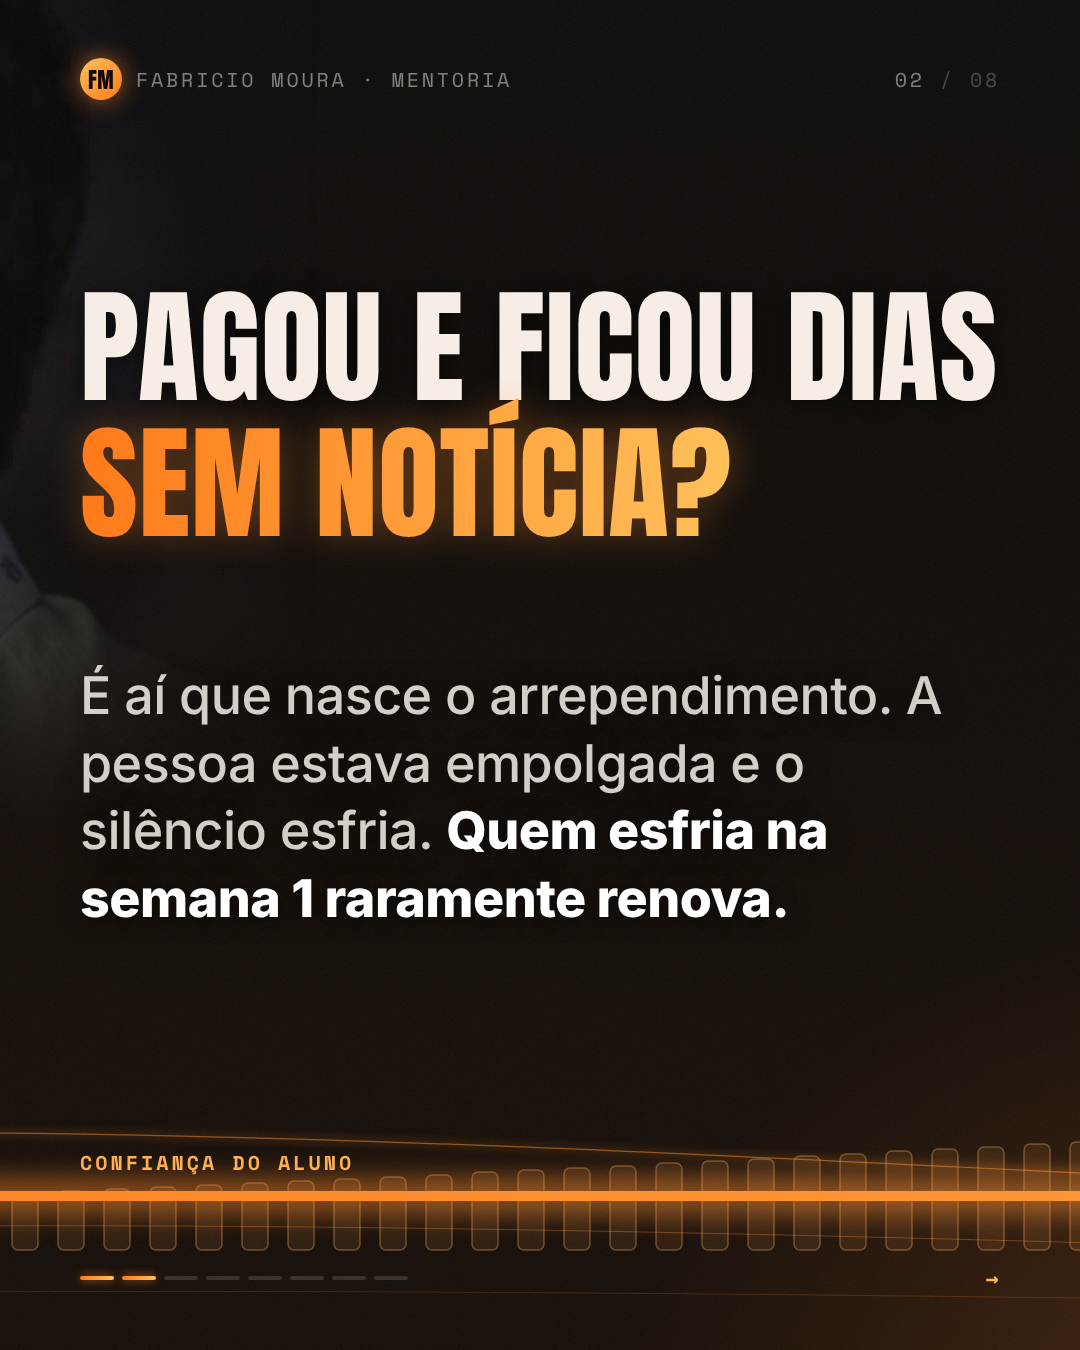 FM FABRICIO MOURA · MENTORIA
02 / 08
PAGOU E FICOU DIAS
SEM NOTÍCIA?
É aí que nasce o arrependimento. A
pessoa estava empolgada e o
silêncio esfria. Quem esfria na
semana 1 raramente renova.
CONFIANÇA DO ALUNO
→